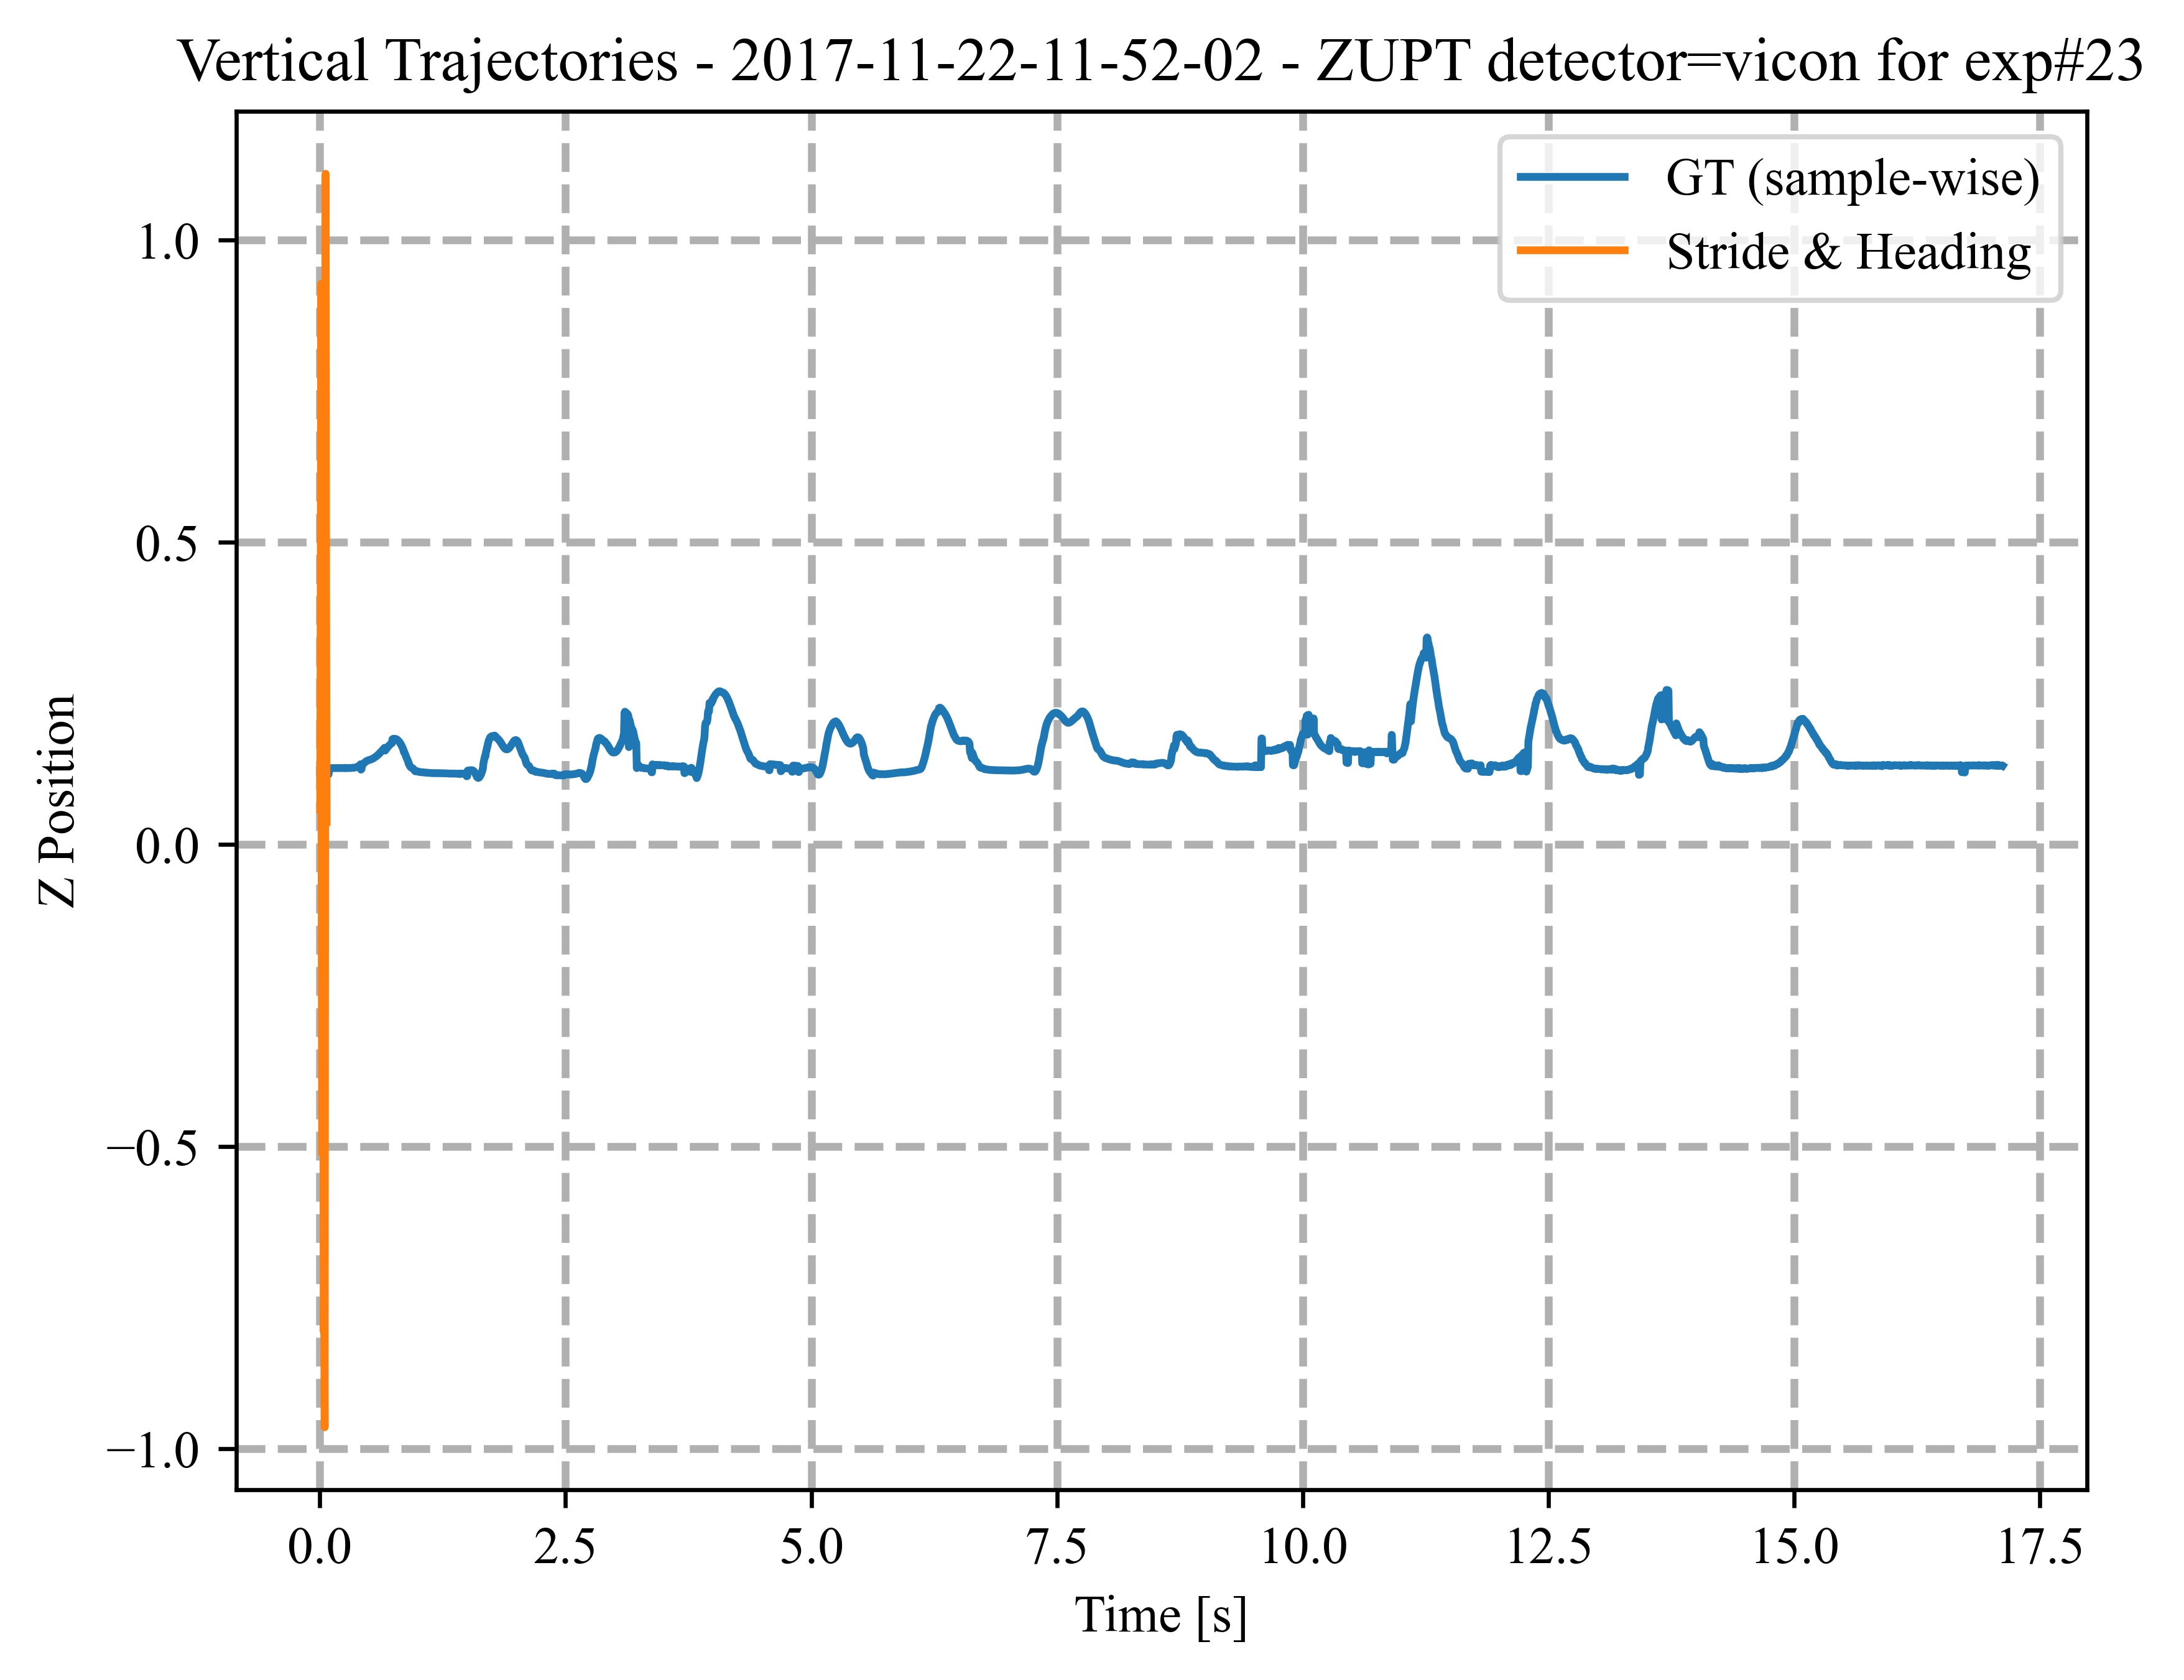 Vertical Trajectories - 2017-11-22-11-52-02 - ZUPT detector=vicon for exp#23
GT (sample-wise)
Stride & Heading
1.0
0.5
0.0
−0.5
−1.0
Z Position
0.0 2.5 5.0 7.5 10.0 12.5 15.0 17.5
Time [s]